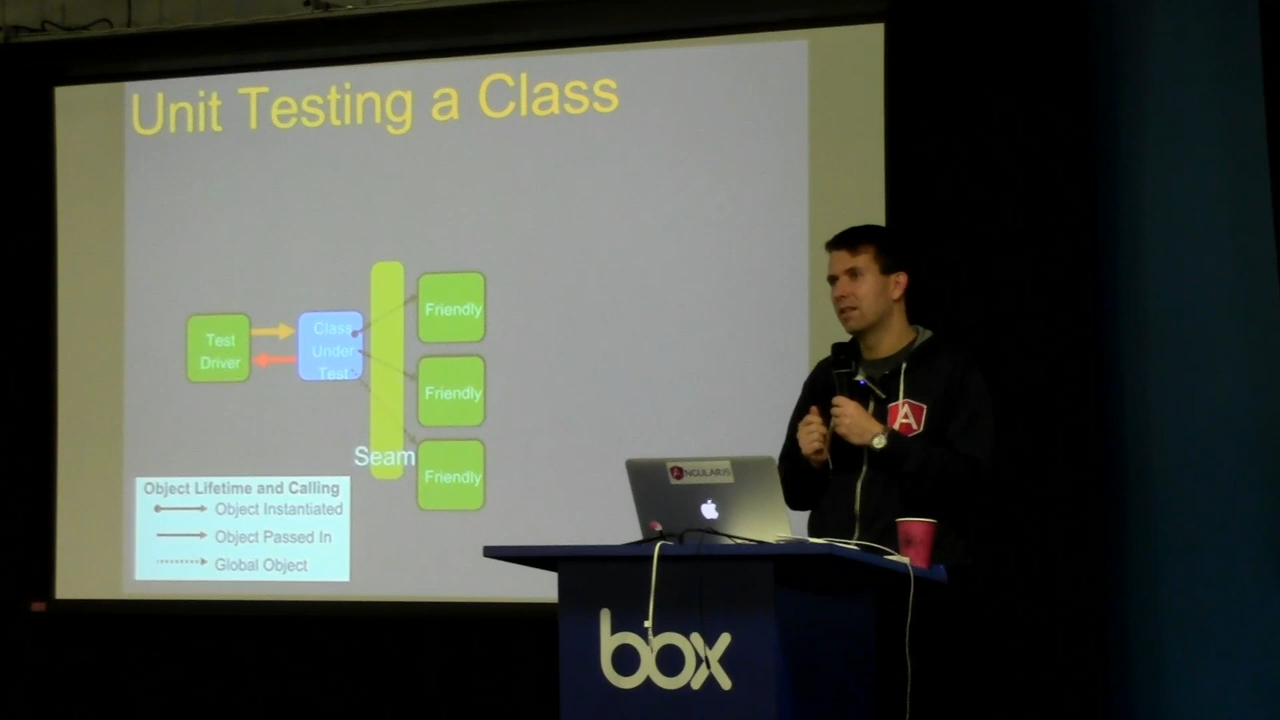 Unit Testing a Class
Test
Driver
Class
Under
Test
Friendly
Friendly
Friendly
Seam
Object Lifetime and Calling
Object Instantiated
Object Passed In
Global Object
A
ANGULARJS
box